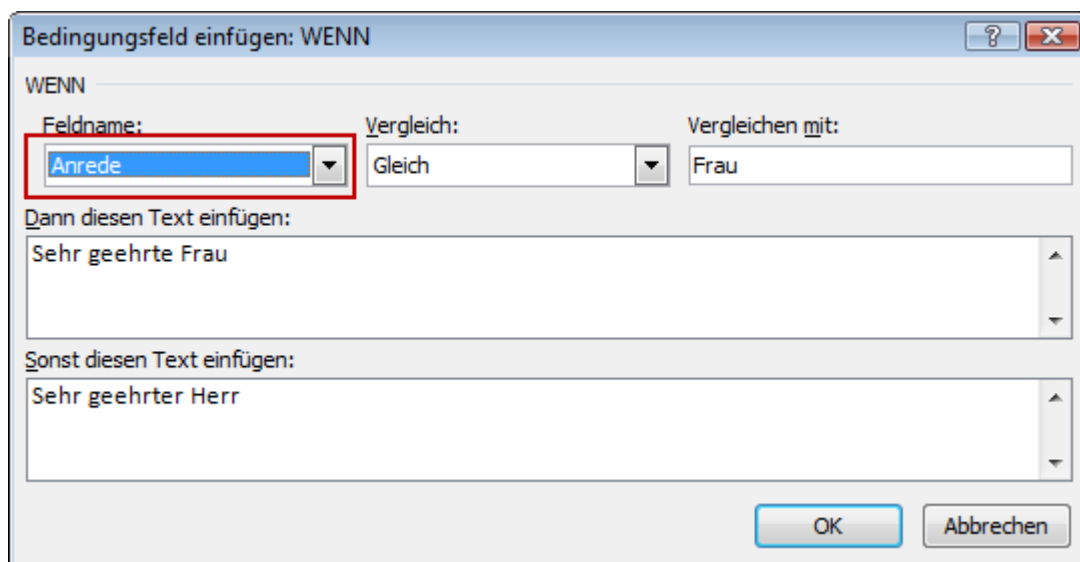 Bedingungsfeld einfügen: WENN
WENN
Feldname: Vergleich: Vergleichen mit:
Anrede Gleich Frau
Dann diesen Text einfügen:
Sehr geehrte Frau
Sonst diesen Text einfügen:
Sehr geehrter Herr
OK Abbrechen